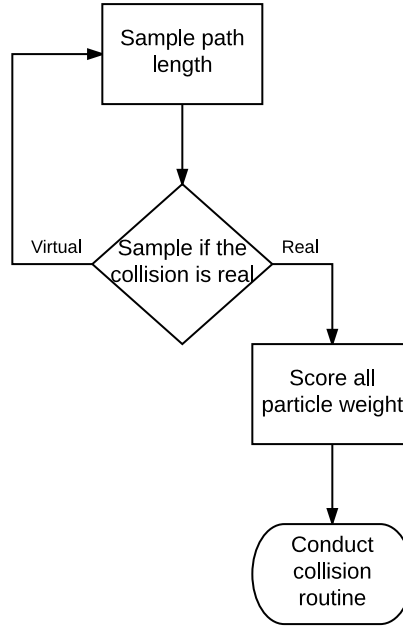 Sample path
length
Virtual
Sample if the
collision is real
Real
Score all
particle weight
Conduct
collision
routine